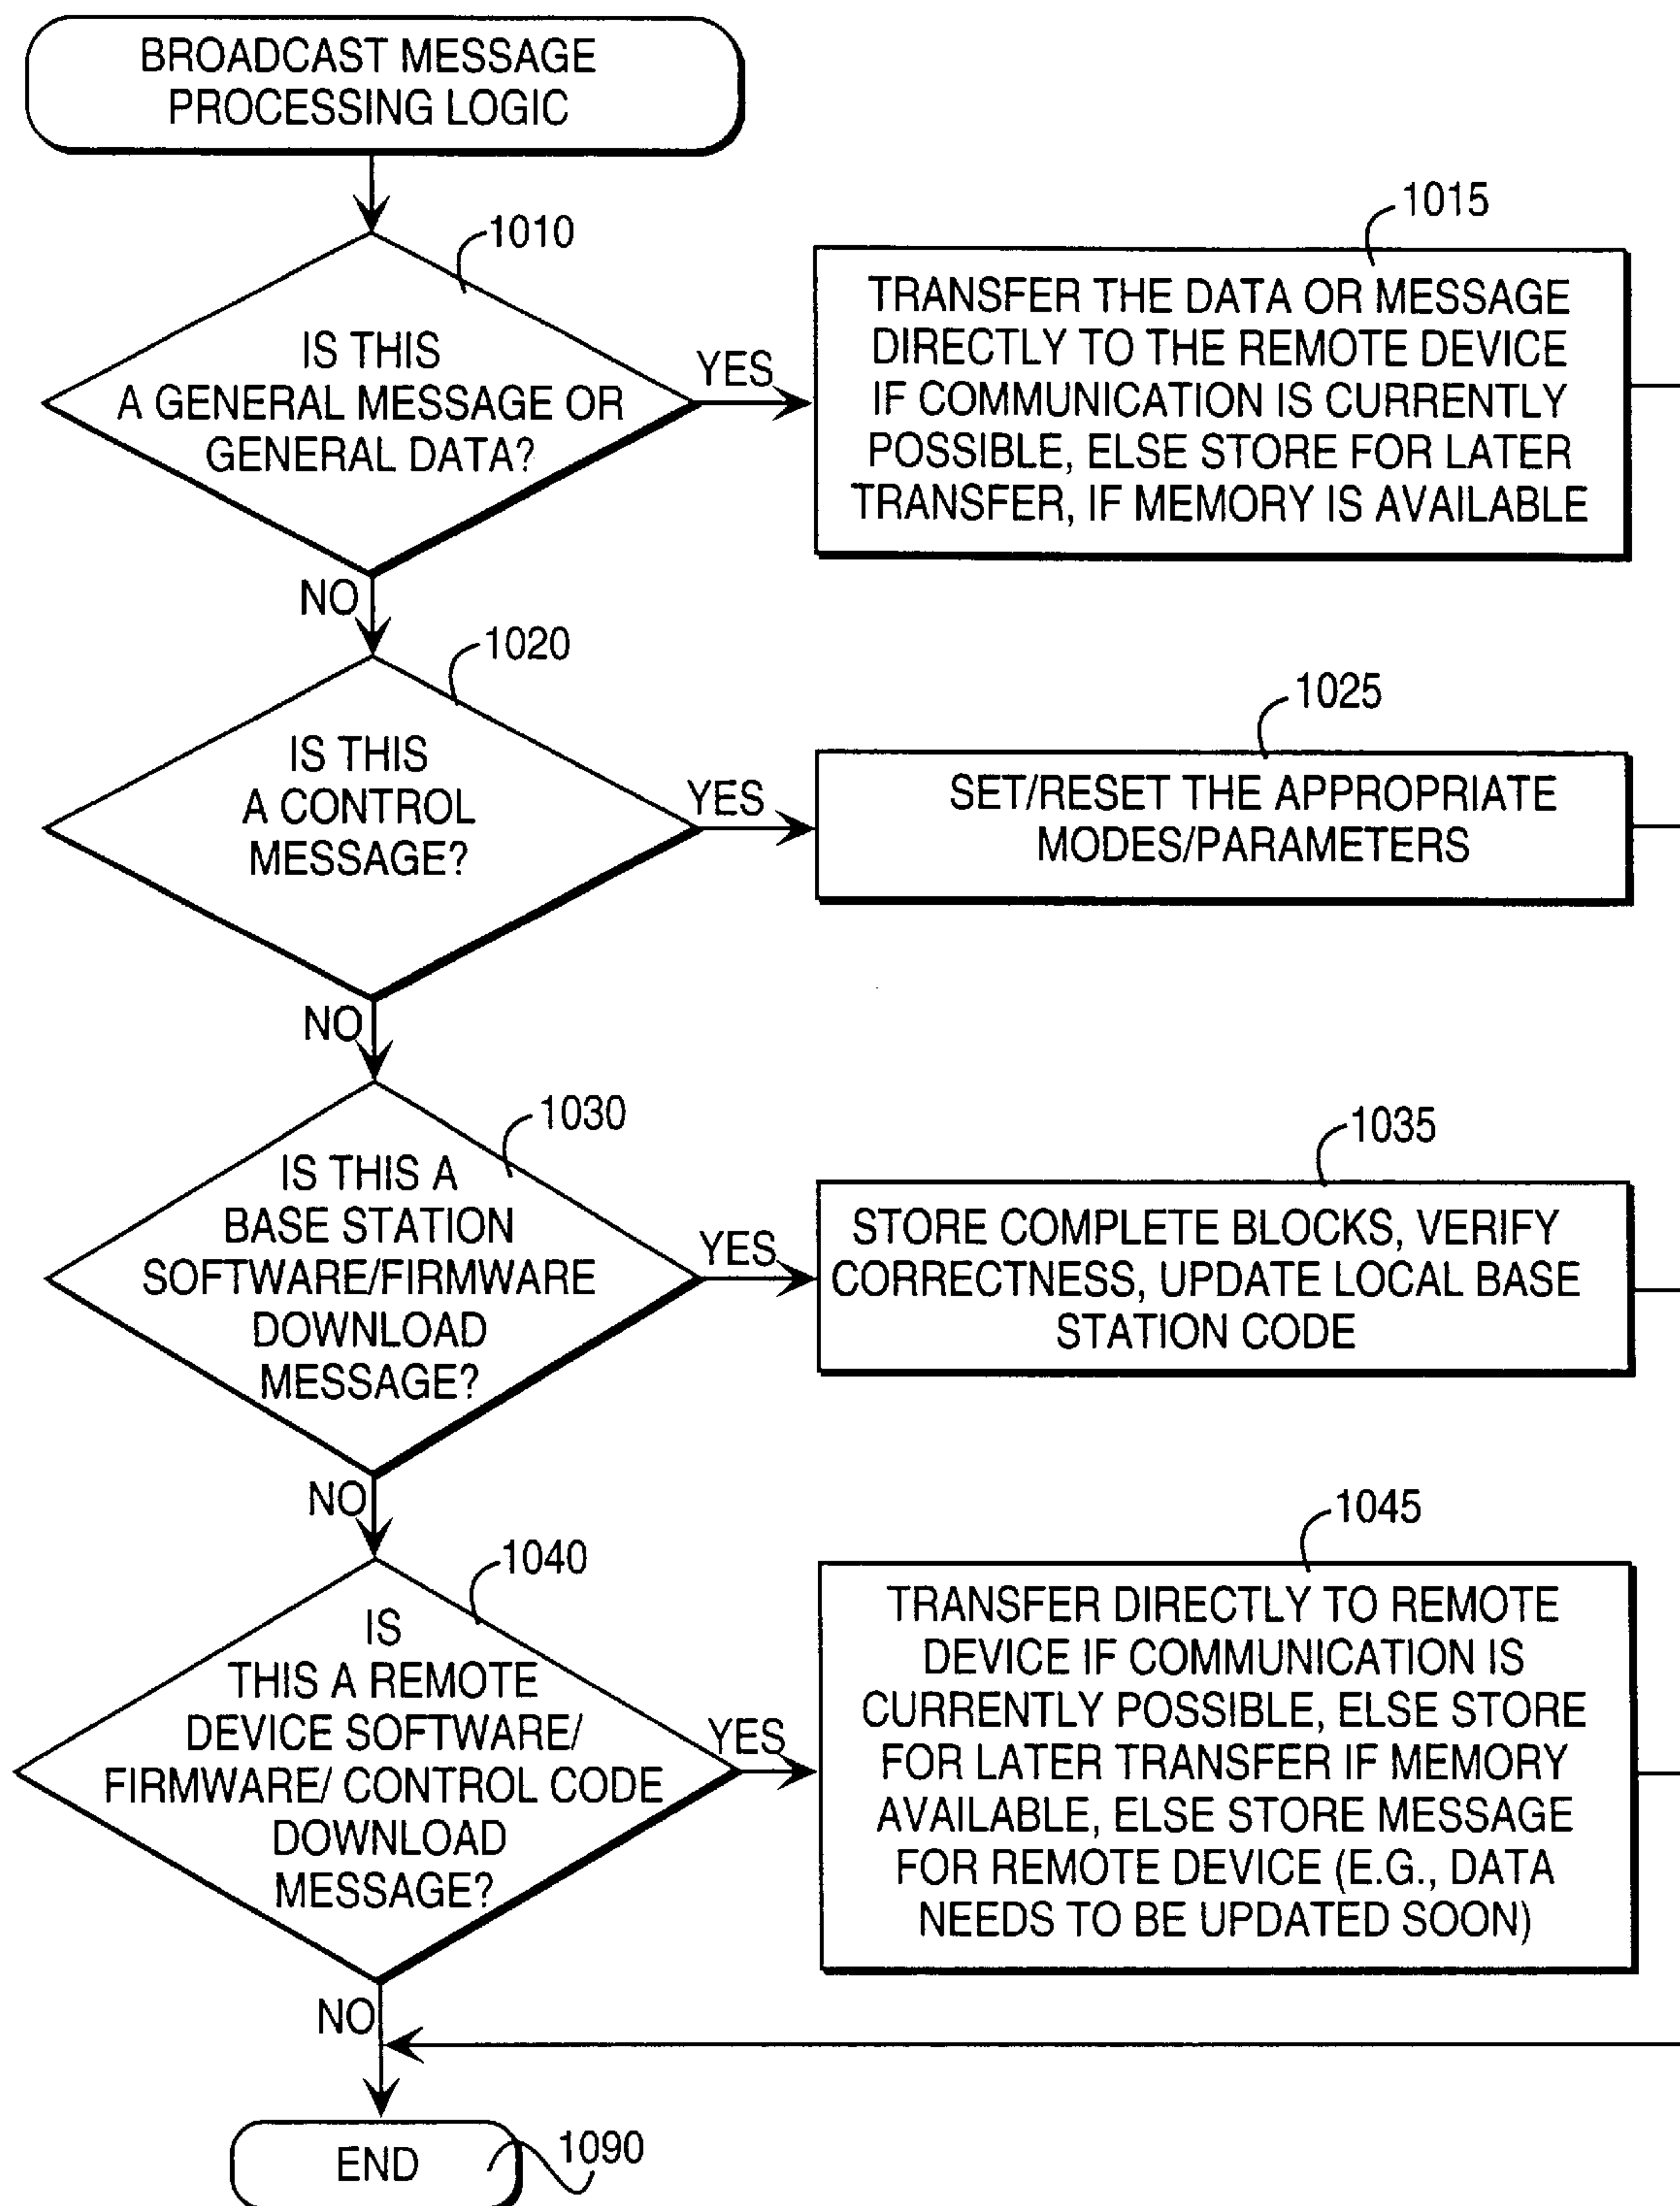 BROADCAST MESSAGE
PROCESSING LOGIC
1010
IS THIS
A GENERAL MESSAGE OR
GENERAL DATA?
YES
1015
TRANSFER THE DATA OR MESSAGE
DIRECTLY TO THE REMOTE DEVICE
IF COMMUNICATION IS CURRENTLY
POSSIBLE, ELSE STORE FOR LATER
TRANSFER, IF MEMORY IS AVAILABLE
NO
1020
IS THIS
A CONTROL
MESSAGE?
YES
1025
SET/RESET THE APPROPRIATE
MODES/PARAMETERS
NO
1030
IS THIS A
BASE STATION
SOFTWARE/FIRMWARE
DOWNLOAD
MESSAGE?
YES
1035
STORE COMPLETE BLOCKS, VERIFY
CORRECTNESS, UPDATE LOCAL BASE
STATION CODE
NO
1040
IS
THIS A REMOTE
DEVICE SOFTWARE/
FIRMWARE/ CONTROL CODE
DOWNLOAD
MESSAGE?
YES
1045
TRANSFER DIRECTLY TO REMOTE
DEVICE IF COMMUNICATION IS
CURRENTLY POSSIBLE, ELSE STORE
FOR LATER TRANSFER IF MEMORY
AVAILABLE, ELSE STORE MESSAGE
FOR REMOTE DEVICE (E.G., DATA
NEEDS TO BE UPDATED SOON)
NO
END
1090